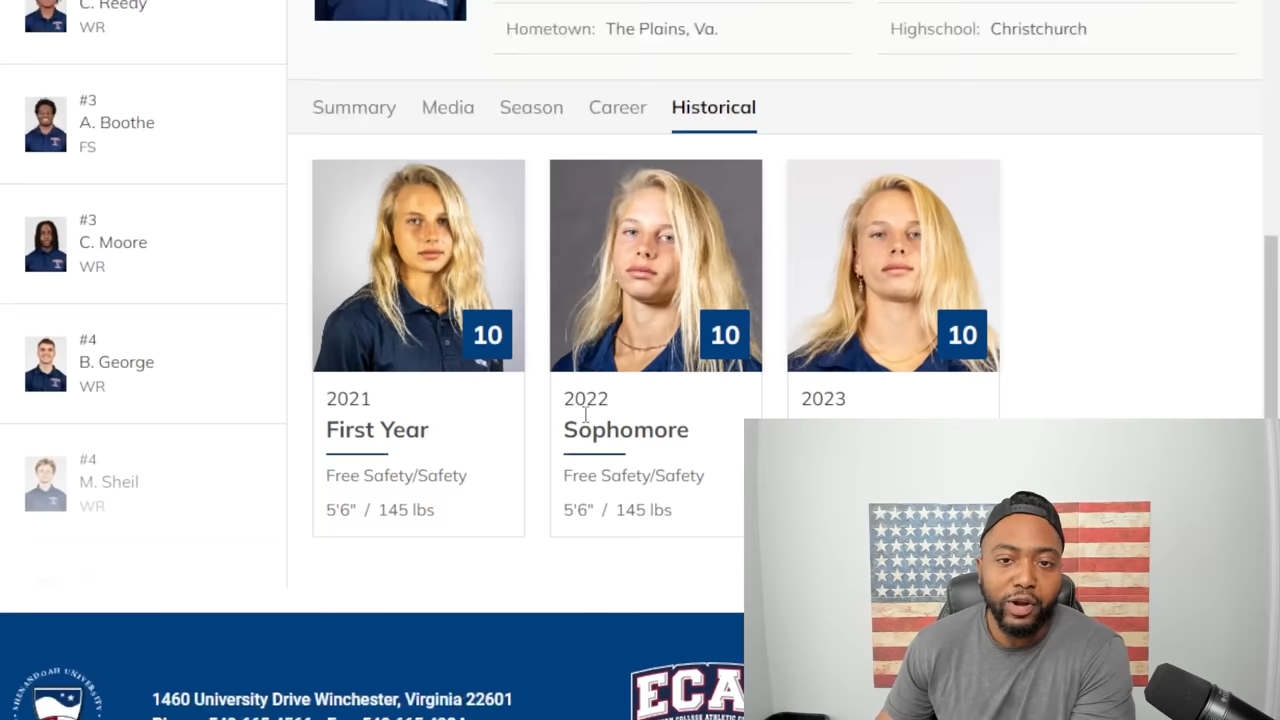 C. Reedy
WR
#3
A. Boothe
FS
#3
C. Moore
WR
#4
B. George
WR
#4
M. Sheil
WR
Hometown: The Plains, Va.
Highschool: Christchurch
Summary Media Season Career Historical
10
2021
First Year
Free Safety/Safety
5'6" / 145 lbs
10
2022
Sophomore
Free Safety/Safety
5'6" / 145 lbs
10
2023
SHENANDOAH UNIVERSITY
1460 University Drive Winchester, Virginia 22601
ECA